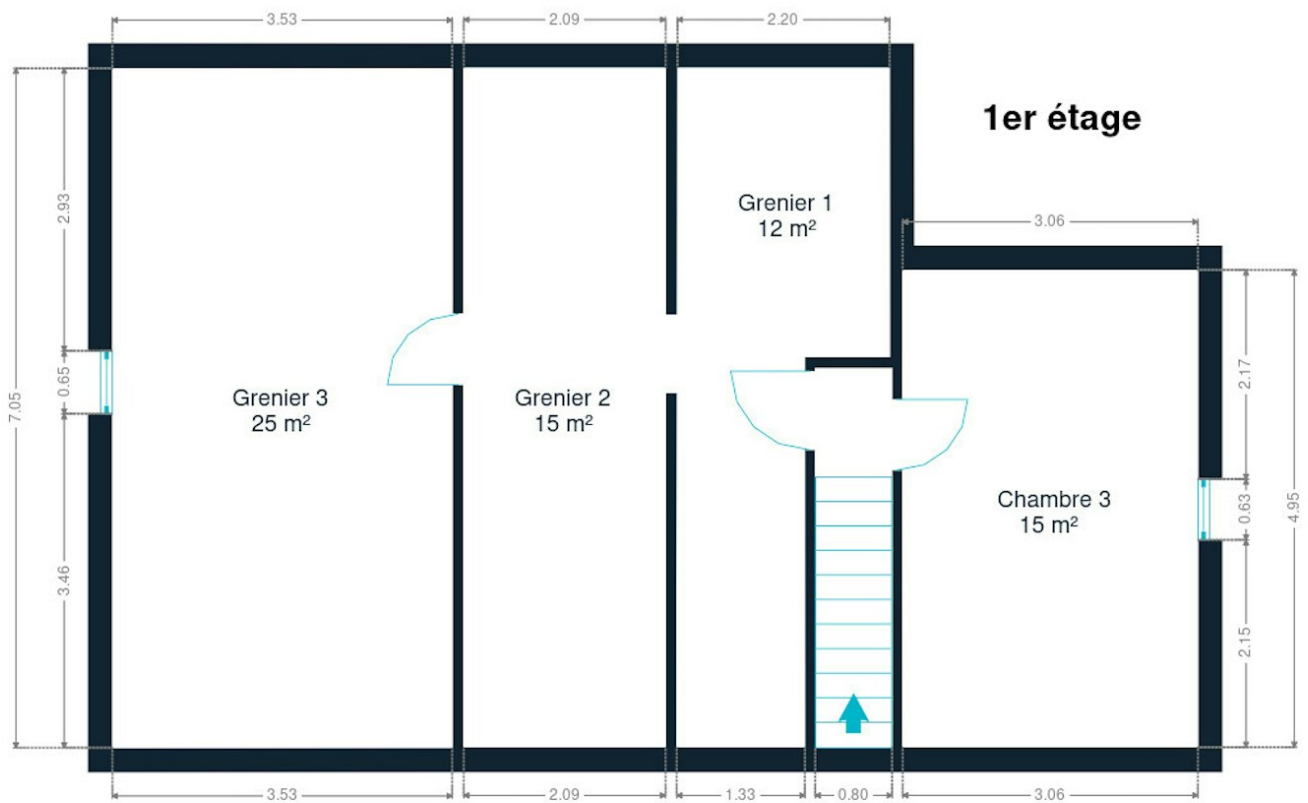 3.53
2.09
2.20
1er étage
2.93
Grenier 1
12 m²
3.06
7.05
0.65
Grenier 3
25 m²
Grenier 2
15 m²
2.17
3.46
Chambre 3
15 m²
0.63
4.95
2.15
3.53
2.09
1.33
0.80
3.06